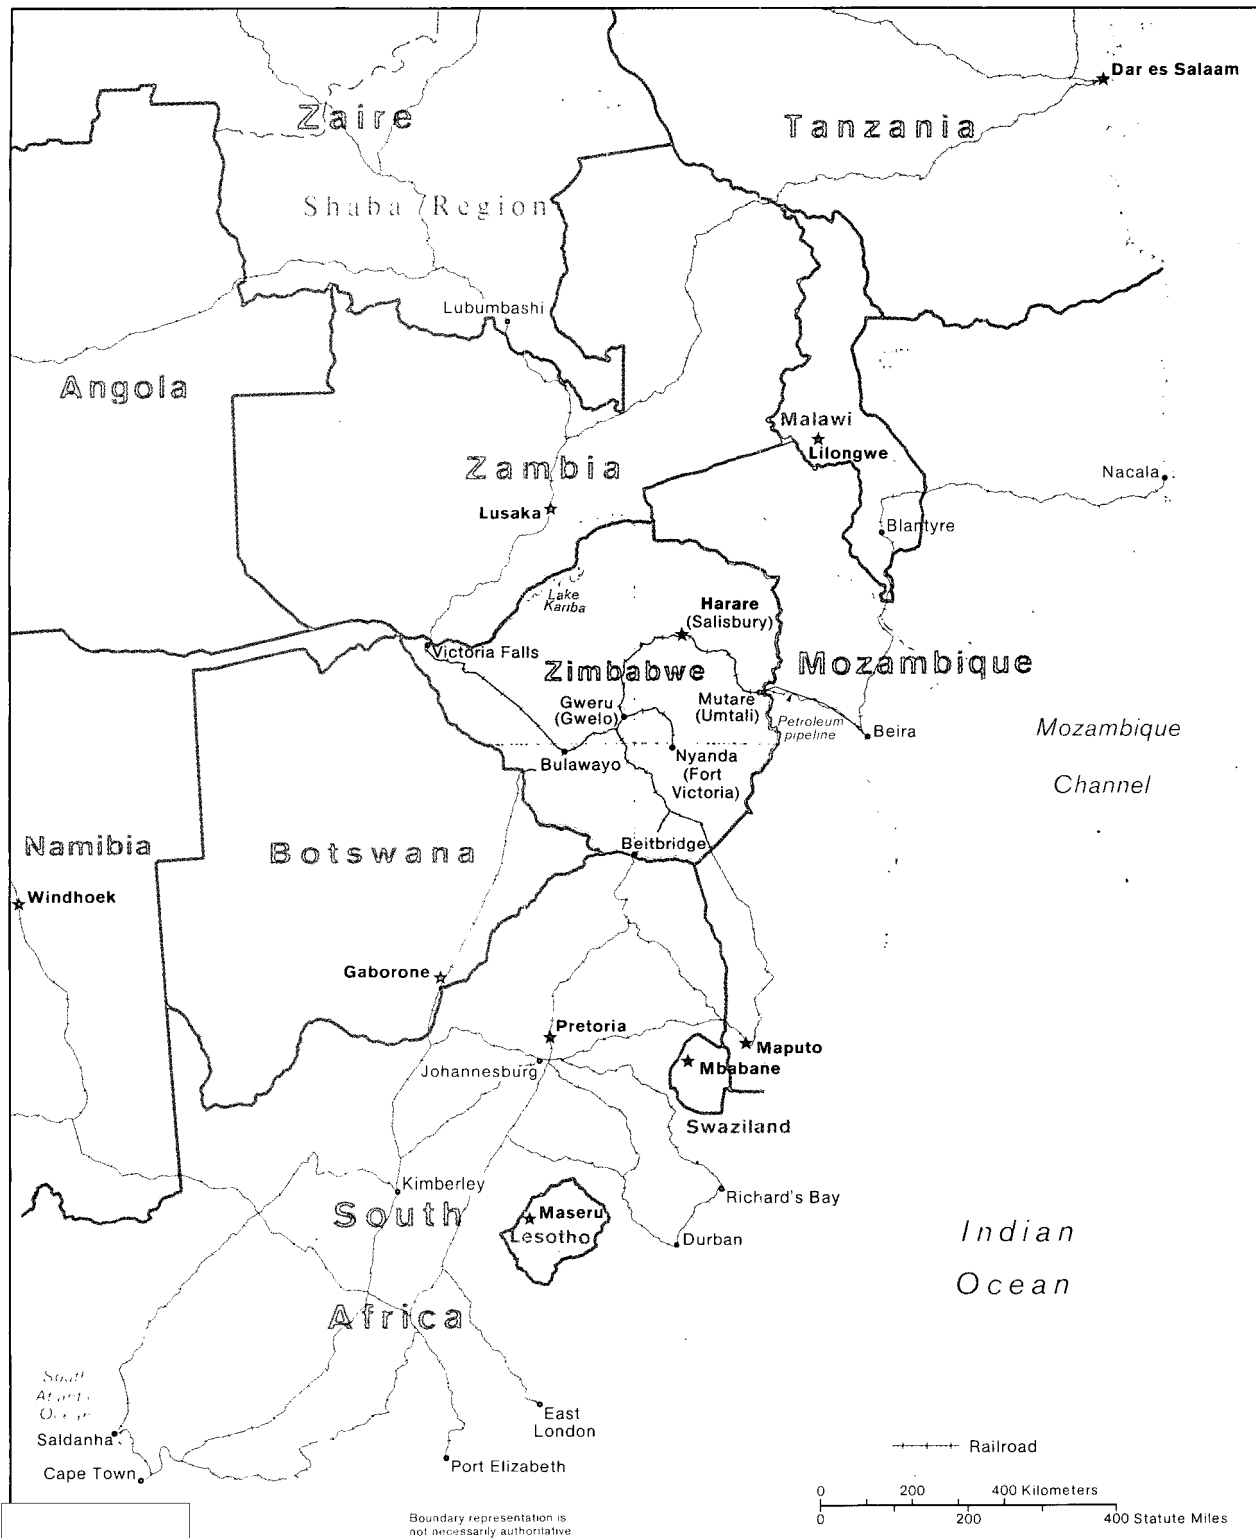 Dar es Salaam
Zaire
Tanzania
Shaba Region
Lubumbashi
Angola
Malawi
Lilongwe
Zambia
Nacala
Lusaka
Blantyre
Lake
Kariba
Harare
(Salisbury)
Victoria Falls
Zimbabwe
Mozambique
Gweru
(Gwelo)
Mutare
(Umtali)
Petroleum
pipeline
Beira
Mozambique
Channel
Bulawayo
Nyanda
(Fort
Victoria)
Namibia
Botswana
Beitbridge
Windhoek
Gaborone
Pretoria
Maputo
Johannesburg
Mbabane
Swaziland
Kimberley
Richard's Bay
South
Maseru
Lesotho
Durban
Indian
Ocean
Africa
South
Atlantic
Ocean
East
London
Saldanha
Cape Town
Port Elizabeth
Railroad
0 200 400 Kilometers
0 200 400 Statute Miles
Boundary representation is
not necessarily authoritative